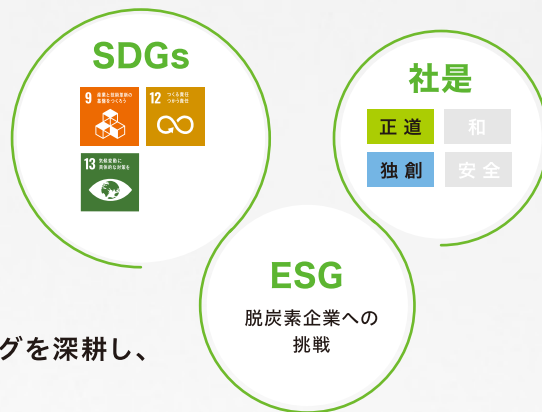 SDGs
9 産業と技術革新の
基盤をつくろう
12 つくる責任
つかう責任
13 気候変動に
具体的な対策を
社是
正道
和
独創
安全
ESG
脱炭素企業への
挑戦
グを深耕し、